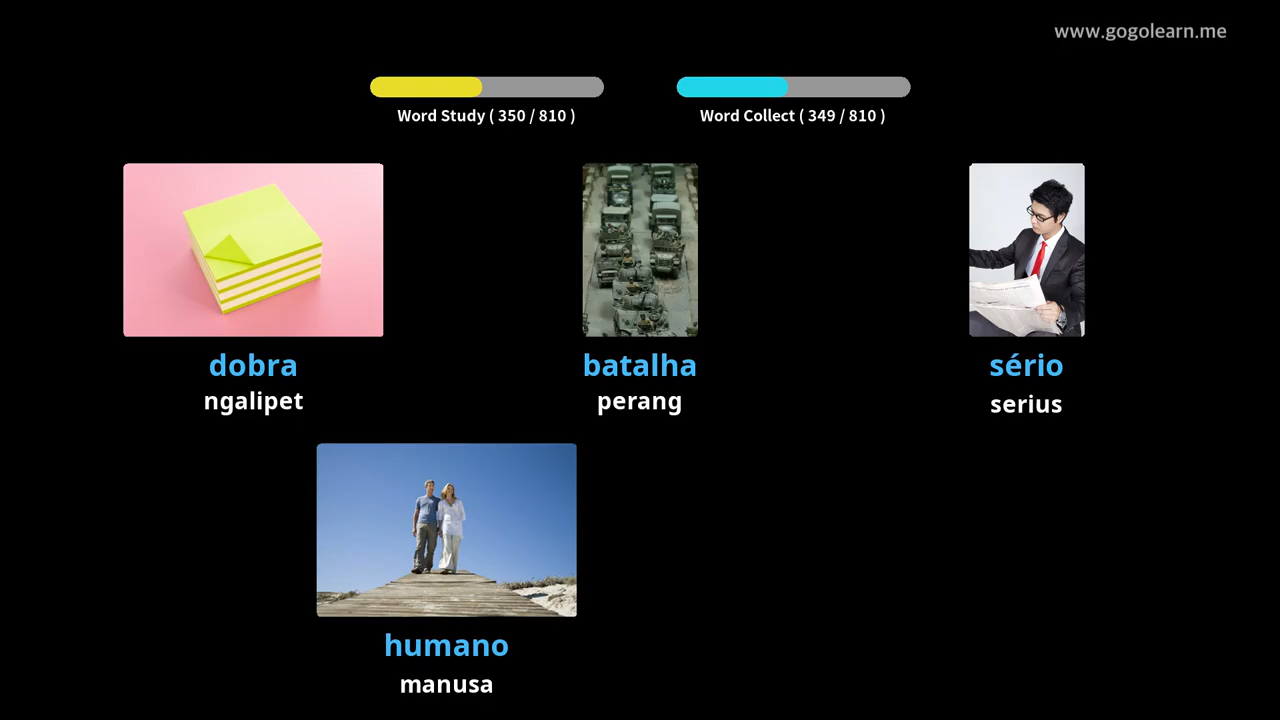 www.gogolearn.me
Word Study ( 350 / 810 )
Word Collect ( 349 / 810 )
dobra
ngalipet
batalha
perang
sério
serius
humano
manusa